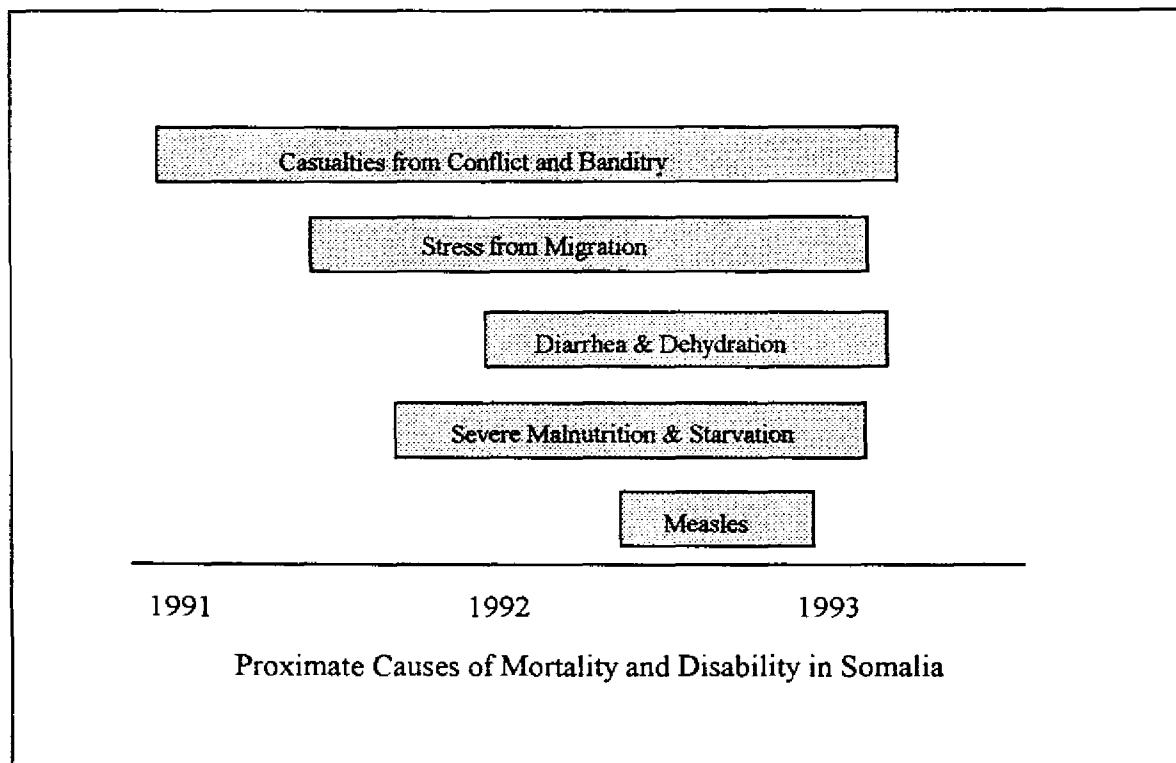 Casualties from Conflict and Banditry
Stress from Migration
Diarrhea & Dehydration
Severe Malnutrition & Starvation
Measles
1991 1992 1993
Proximate Causes of Mortality and Disability in Somalia